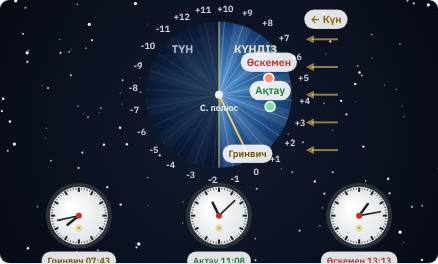 +11 +10
+12 +9
-11 +8
← Күн
-10 ТҮН КҮНДІЗ +7
-9 Өскемен 6
-8 Ақтау +5
-7 С. полюс +4
-6 +3
-5 Гринвич +2
-4 +1
-3 -2 -1 0
Гринвич 07:43 Ақтау 11:08 Өскемен 13:13